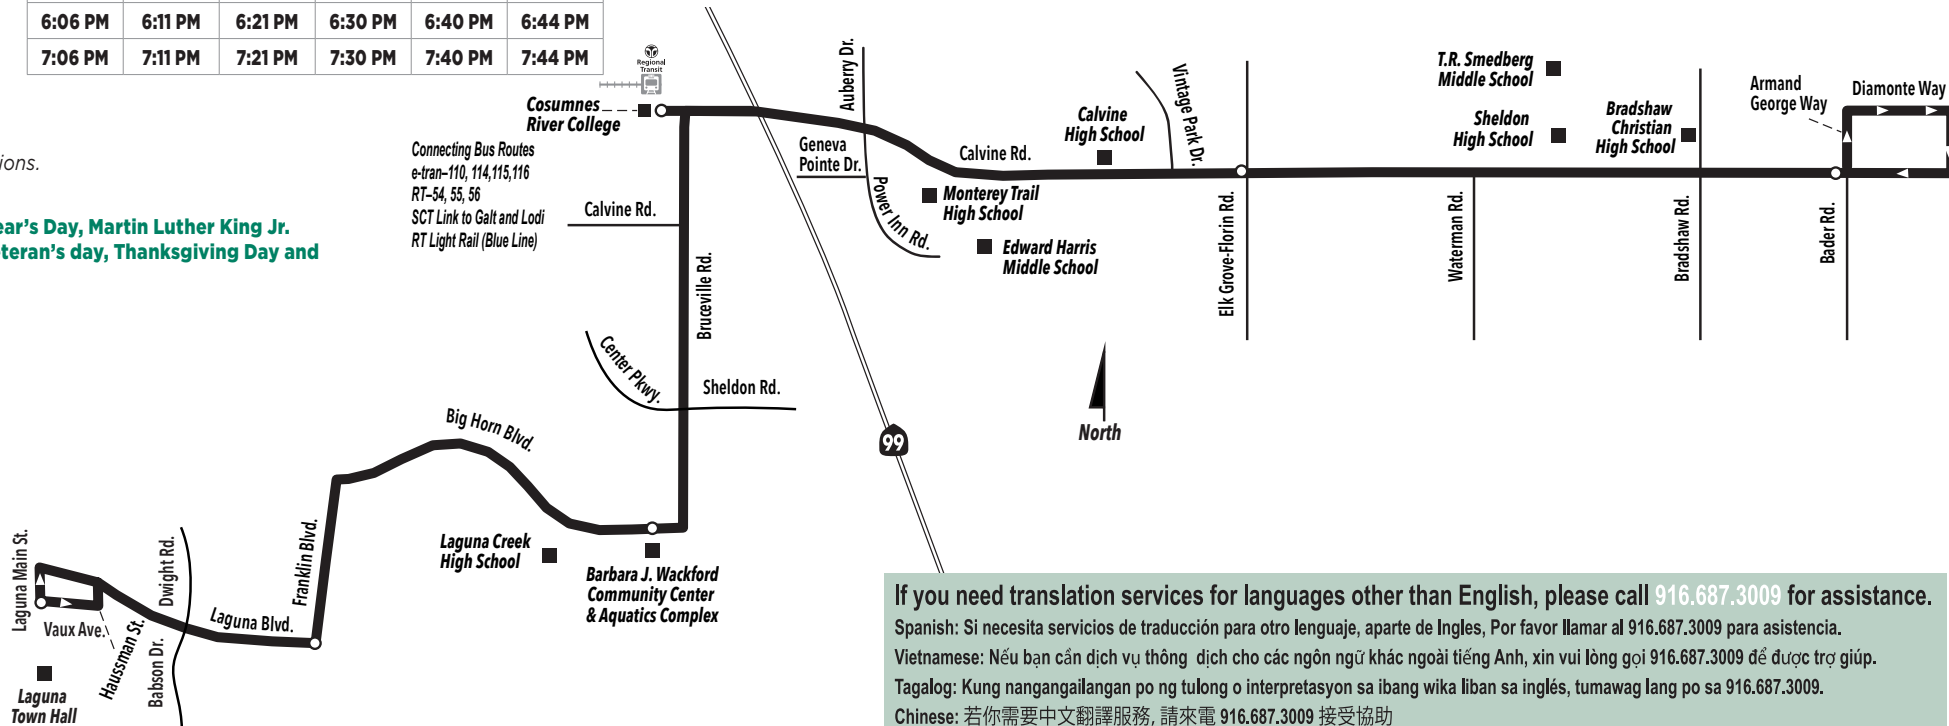 6:06 PM 6:11 PM 6:21 PM 6:30 PM 6:40 PM 6:44 PM
7:06 PM 7:11 PM 7:21 PM 7:30 PM 7:40 PM 7:44 PM
ions.
ear's Day, Martin Luther King Jr.
eteran's day, Thanksgiving Day and
Regional
Transit
Cosumnes
River College
Connecting Bus Routes
e-tran–110, 114,115,116
RT–54, 55, 56
SCT Link to Galt and Lodi
RT Light Rail (Blue Line)
Calvine Rd.
Bruceville Rd.
Center Pkwy.
Sheldon Rd.
Big Horn Blvd.
Laguna Creek
High School
Barbara J. Wackford
Community Center
& Aquatics Complex
Franklin Blvd.
Laguna Blvd.
Dwight Rd.
Babson Dr.
Haussman St.
Vaux Ave.
Laguna Main St.
Laguna
Town Hall
99
Auberry Dr.
Geneva
Pointe Dr.
Power Inn Rd.
Calvine Rd.
Monterey Trail
High School
Edward Harris
Middle School
Calvine
High School
Vintage Park Dr.
Elk Grove-Florin Rd.
North
T.R. Smedberg
Middle School
Sheldon
High School
Bradshaw
Christian
High School
Waterman Rd.
Bradshaw Rd.
Bader Rd.
Armand
George Way
Diamonte Way
If you need translation services for languages other than English, please call 916.687.3009 for assistance.
Spanish: Si necesita servicios de traducción para otro lenguaje, aparte de Ingles, Por favor llamar al 916.687.3009 para asistencia.
Vietnamese: Nếu bạn cần dịch vụ thông dịch cho các ngôn ngữ khác ngoài tiếng Anh, xin vui lòng gọi 916.687.3009 để được trợ giúp.
Tagalog: Kung nangangailangan po ng tulong o interpretasyon sa ibang wika liban sa inglés, tumawag lang po sa 916.687.3009.
Chinese: 若你需要中文翻譯服務, 請來電 916.687.3009 接受協助